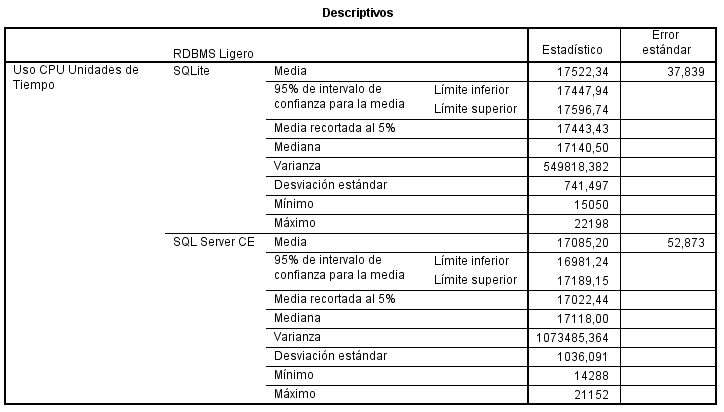 Descriptivos
RDBMS Ligero Estadístico Error estándar
Uso CPU Unidades de Tiempo SQLite Media 17522,34 37,839
95% de intervalo de confianza para la media Límite inferior 17447,94
Límite superior 17596,74
Media recortada al 5% 17443,43
Mediana 17140,50
Varianza 549818,382
Desviación estándar 741,497
Mínimo 15050
Máximo 22198
SQL Server CE Media 17085,20 52,873
95% de intervalo de confianza para la media Límite inferior 16981,24
Límite superior 17189,15
Media recortada al 5% 17022,44
Mediana 17118,00
Varianza 1073485,364
Desviación estándar 1036,091
Mínimo 14288
Máximo 21152